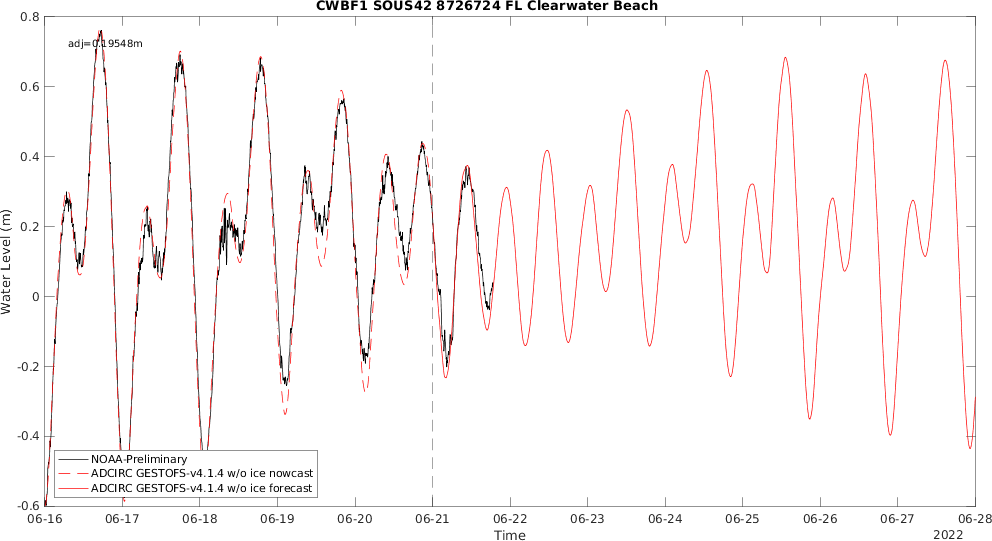 CWBF1 SOUS42 8726724 FL Clearwater Beach
adj=0.19548m
0.8
0.6
0.4
0.2
0
-0.2
-0.4
-0.6
Water Level (m)
NOAA-Preliminary
ADCIRC GESTOFS-v4.1.4 w/o ice nowcast
ADCIRC GESTOFS-v4.1.4 w/o ice forecast
06-16 06-17 06-18 06-19 06-20 06-21 06-22 06-23 06-24 06-25 06-26 06-27 06-28
Time
2022